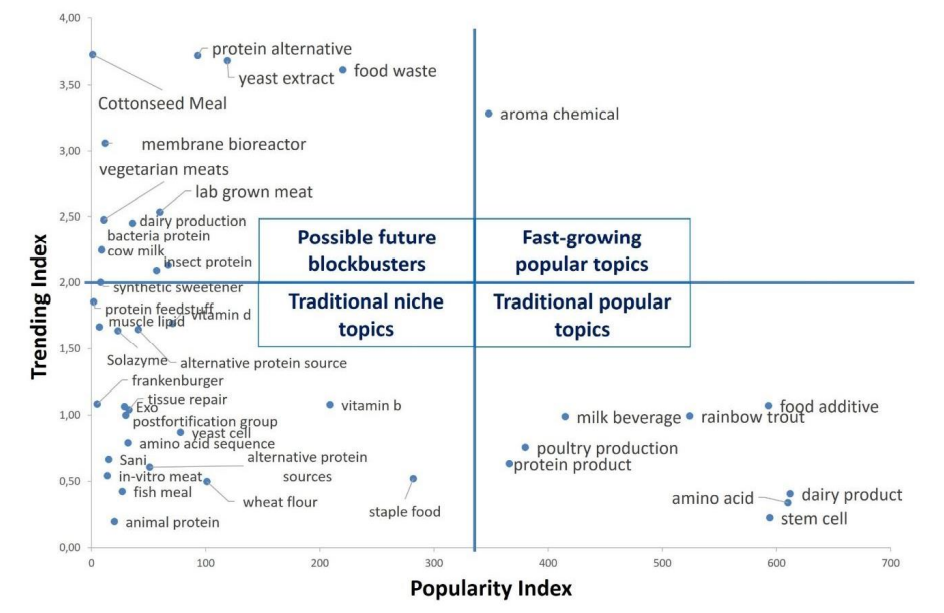 4,00
protein alternative
food waste
yeast extract
3,50
Cottonseed Meal
aroma chemical
3,00
membrane bioreactor
vegetarian meats
lab grown meat
2,50
dairy production
bacteria protein
cow milk
insect protein
Possible future
blockbusters
Fast-growing
popular topics
2,00
synthetic sweetener
Traditional niche
topics
Traditional popular
topics
protein feedstuff
vitamin d
muscle lipid
1,50
Solazyme
alternative protein source
frankenburger
tissue repair
Exo
vitamin b
food additive
1,00
postfortification group
milk beverage
rainbow trout
yeast cell
amino acid sequence
poultry production
Sani
alternative protein
sources
protein product
in-vitro meat
0,50
fish meal
wheat flour
staple food
amino acid
dairy product
animal protein
stem cell
0,00
0
100
200
300
400
500
600
700
Trending Index
Popularity Index